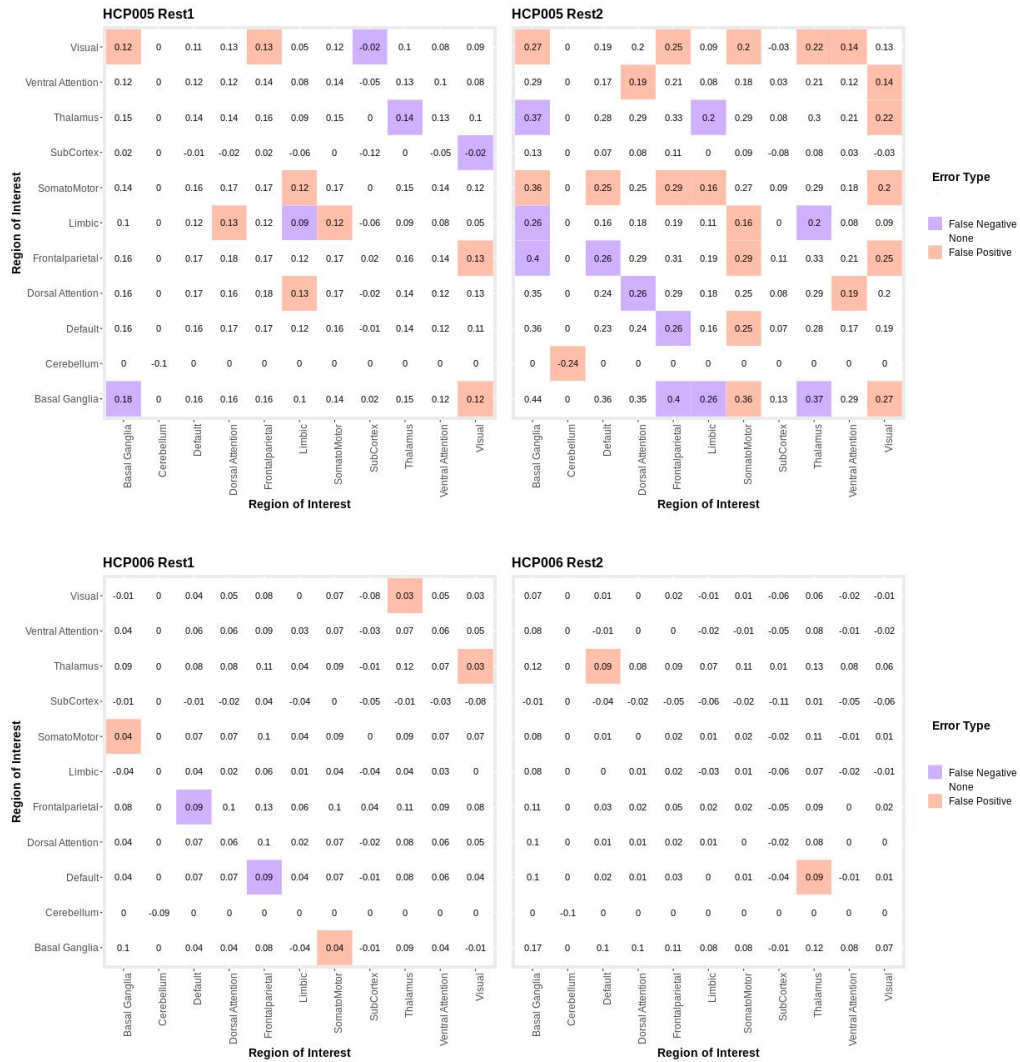 HCP005 Rest1
HCP005 Rest2
Visual 0.12 0 0.11 0.13 0.13 0.05 0.12 -0.02 0.1 0.08 0.09 0.27 0 0.19 0.2 0.25 0.09 0.2 -0.03 0.22 0.14 0.13
Ventral Attention 0.12 0 0.12 0.12 0.14 0.08 0.14 -0.05 0.13 0.1 0.08 0.29 0 0.17 0.19 0.21 0.08 0.18 0.03 0.21 0.12 0.14
Thalamus 0.15 0 0.14 0.14 0.16 0.09 0.15 0 0.14 0.13 0.1 0.37 0 0.28 0.29 0.33 0.2 0.29 0.08 0.3 0.21 0.22
SubCortex 0.02 0 -0.01 -0.02 0.02 -0.06 0 -0.12 0 -0.05 -0.02 0.13 0 0.07 0.08 0.11 0 0.09 -0.08 0.08 0.03 -0.03
SomatoMotor 0.14 0 0.16 0.17 0.17 0.12 0.17 0 0.15 0.14 0.12 0.36 0 0.25 0.25 0.29 0.16 0.27 0.09 0.29 0.18 0.2
Limbic 0.1 0 0.12 0.13 0.12 0.09 0.12 -0.06 0.09 0.08 0.05 0.26 0 0.16 0.18 0.19 0.11 0.16 0 0.2 0.08 0.09
Frontalparietal 0.16 0 0.17 0.18 0.17 0.12 0.17 0.02 0.16 0.14 0.13 0.4 0 0.26 0.29 0.31 0.19 0.29 0.11 0.33 0.21 0.25
Dorsal Attention 0.16 0 0.17 0.16 0.18 0.13 0.17 -0.02 0.14 0.12 0.13 0.35 0 0.24 0.26 0.29 0.18 0.25 0.08 0.29 0.19 0.2
Default 0.16 0 0.16 0.17 0.17 0.12 0.16 -0.01 0.14 0.12 0.11 0.36 0 0.23 0.24 0.26 0.16 0.25 0.07 0.28 0.17 0.19
Cerebellum 0 -0.1 0 0 0 0 0 0 0 0 0 0 -0.24 0 0 0 0 0 0 0 0 0
Basal Ganglia 0.18 0 0.16 0.16 0.16 0.1 0.14 0.02 0.15 0.12 0.12 0.44 0 0.36 0.35 0.4 0.26 0.36 0.13 0.37 0.29 0.27
Region of Interest
Basal Ganglia Cerebellum Default Dorsal Attention Frontalparietal Limbic SomatoMotor SubCortex Thalamus Ventral Attention Visual
Basal Ganglia Cerebellum Default Dorsal Attention Frontalparietal Limbic SomatoMotor SubCortex Thalamus Ventral Attention Visual
Region of Interest
Region of Interest
Error Type
False Negative
None
False Positive
HCP006 Rest1
HCP006 Rest2
Visual -0.01 0 0.04 0.05 0.08 0 0.07 -0.08 0.03 0.05 0.03 0.07 0 0.01 0 0.02 -0.01 0.01 -0.06 0.06 -0.02 -0.01
Ventral Attention 0.04 0 0.06 0.06 0.09 0.03 0.07 -0.03 0.07 0.06 0.05 0.08 0 -0.01 0 0 -0.02 -0.01 -0.05 0.08 -0.01 -0.02
Thalamus 0.09 0 0.08 0.08 0.11 0.04 0.09 -0.01 0.12 0.07 0.03 0.12 0 0.09 0.08 0.09 0.07 0.11 0.01 0.13 0.08 0.06
SubCortex -0.01 0 -0.01 -0.02 0.04 -0.04 0 -0.05 -0.01 -0.03 -0.08 -0.01 0 -0.04 -0.02 -0.05 -0.06 -0.02 -0.11 0.01 -0.05 -0.06
SomatoMotor 0.04 0 0.07 0.07 0.1 0.04 0.09 0 0.09 0.07 0.07 0.08 0 0.01 0 0.02 0.01 0.02 -0.02 0.11 -0.01 0.01
Limbic -0.04 0 0.04 0.02 0.06 0.01 0.04 -0.04 0.04 0.03 0 0.08 0 0 0.01 0.02 -0.03 0.01 -0.06 0.07 -0.02 -0.01
Frontalparietal 0.08 0 0.09 0.1 0.13 0.06 0.1 0.04 0.11 0.09 0.08 0.11 0 0.03 0.02 0.05 0.02 0.02 -0.05 0.09 0 0.02
Dorsal Attention 0.04 0 0.07 0.06 0.1 0.02 0.07 -0.02 0.08 0.06 0.05 0.1 0 0.01 0.01 0.02 0.01 0 -0.02 0.08 0 0
Default 0.04 0 0.07 0.07 0.09 0.04 0.07 -0.01 0.08 0.06 0.04 0.1 0 0.02 0.01 0.03 0 0.01 -0.04 0.09 -0.01 0.01
Cerebellum 0 -0.09 0 0 0 0 0 0 0 0 0 0 -0.1 0 0 0 0 0 0 0 0 0
Basal Ganglia 0.1 0 0.04 0.04 0.08 -0.04 0.04 -0.01 0.09 0.04 -0.01 0.17 0 0.1 0.1 0.11 0.08 0.08 -0.01 0.12 0.08 0.07
Region of Interest
Basal Ganglia Cerebellum Default Dorsal Attention Frontalparietal Limbic SomatoMotor SubCortex Thalamus Ventral Attention Visual
Basal Ganglia Cerebellum Default Dorsal Attention Frontalparietal Limbic SomatoMotor SubCortex Thalamus Ventral Attention Visual
Region of Interest
Region of Interest
Error Type
False Negative
None
False Positive